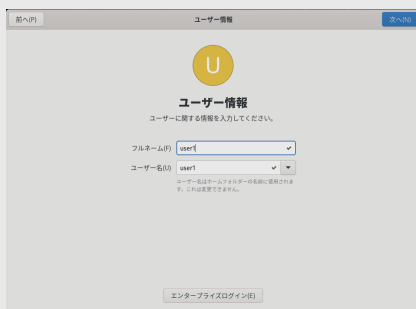 前へ(P)
ユーザー情報
次へ(N)
U
ユーザー情報
ユーザーに関する情報を入力してください。
フルネーム(F)
user1
ユーザー名(U)
user1
ユーザー名はホームフォルダーの名前に使用されま
す。これは変更できません。
エンタープライズログイン(E)